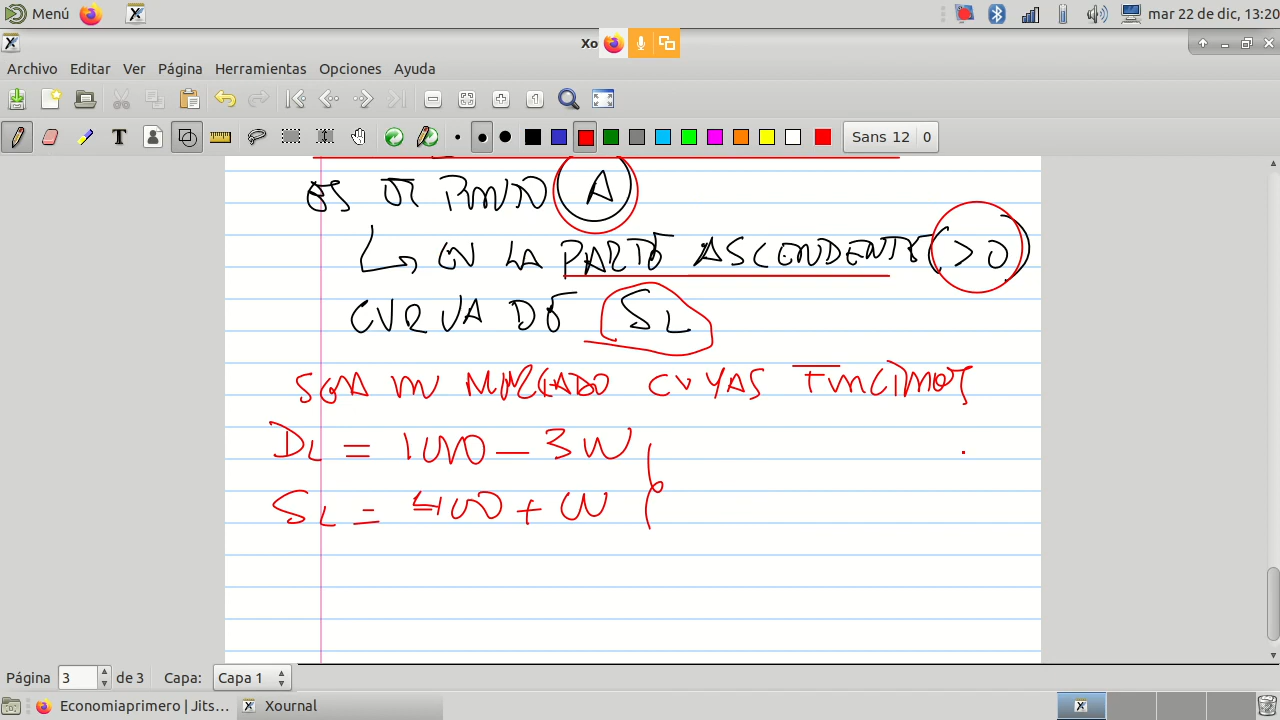 Menú mar 22 de dic, 13:20
Xo
Archivo Editar Ver Página Herramientas Opciones Ayuda
Sans 12 0
PUNTO A
EN LA PARTE ASCENDENTE (>0)
CURVA DE SL
SEA UN MERCADO CUYAS FUNCIONES
DL = 1000 - 3W
SL = 400 + W
Página 3 de 3 Capa: Capa 1
Economiaprimero | Jits... Xournal